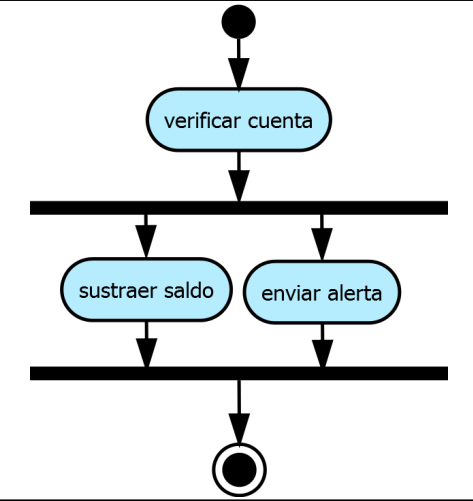 verificar cuenta
sustraer saldo
enviar alerta